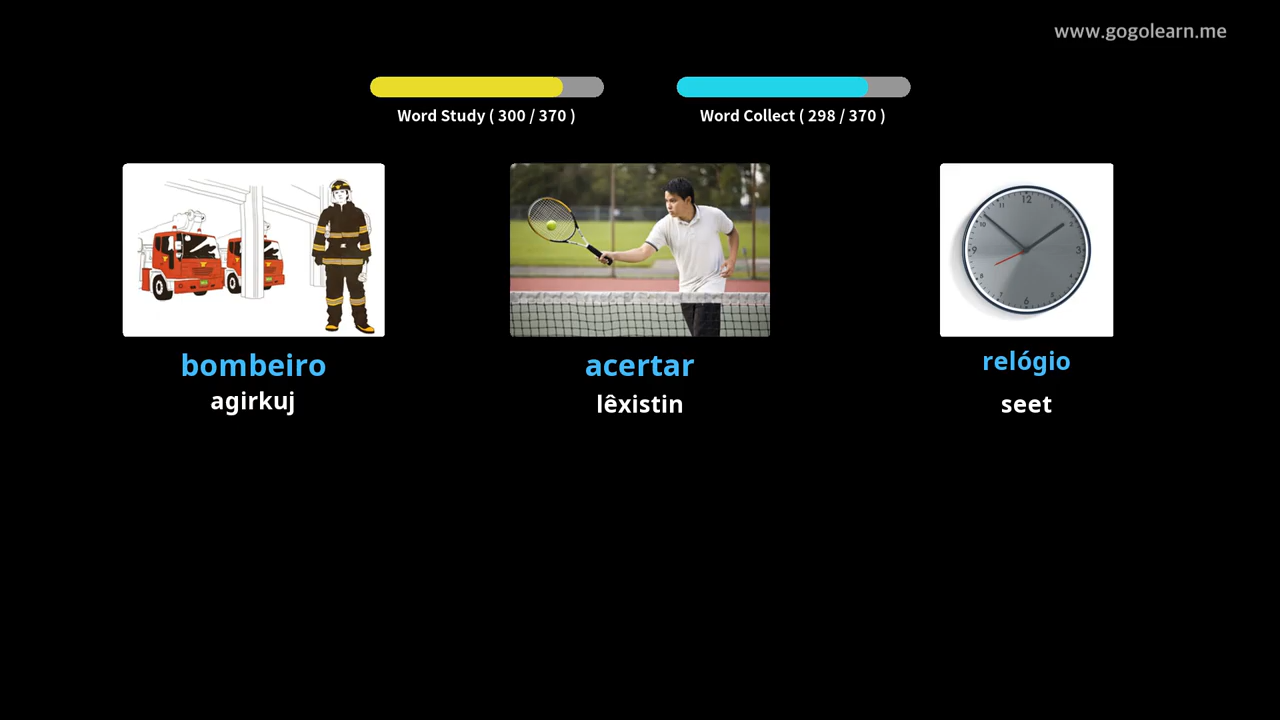 www.gogolearn.me
Word Study ( 300 / 370 )
Word Collect ( 298 / 370 )
bombeiro
agirkuj
acertar
lêxistin
relógio
seet